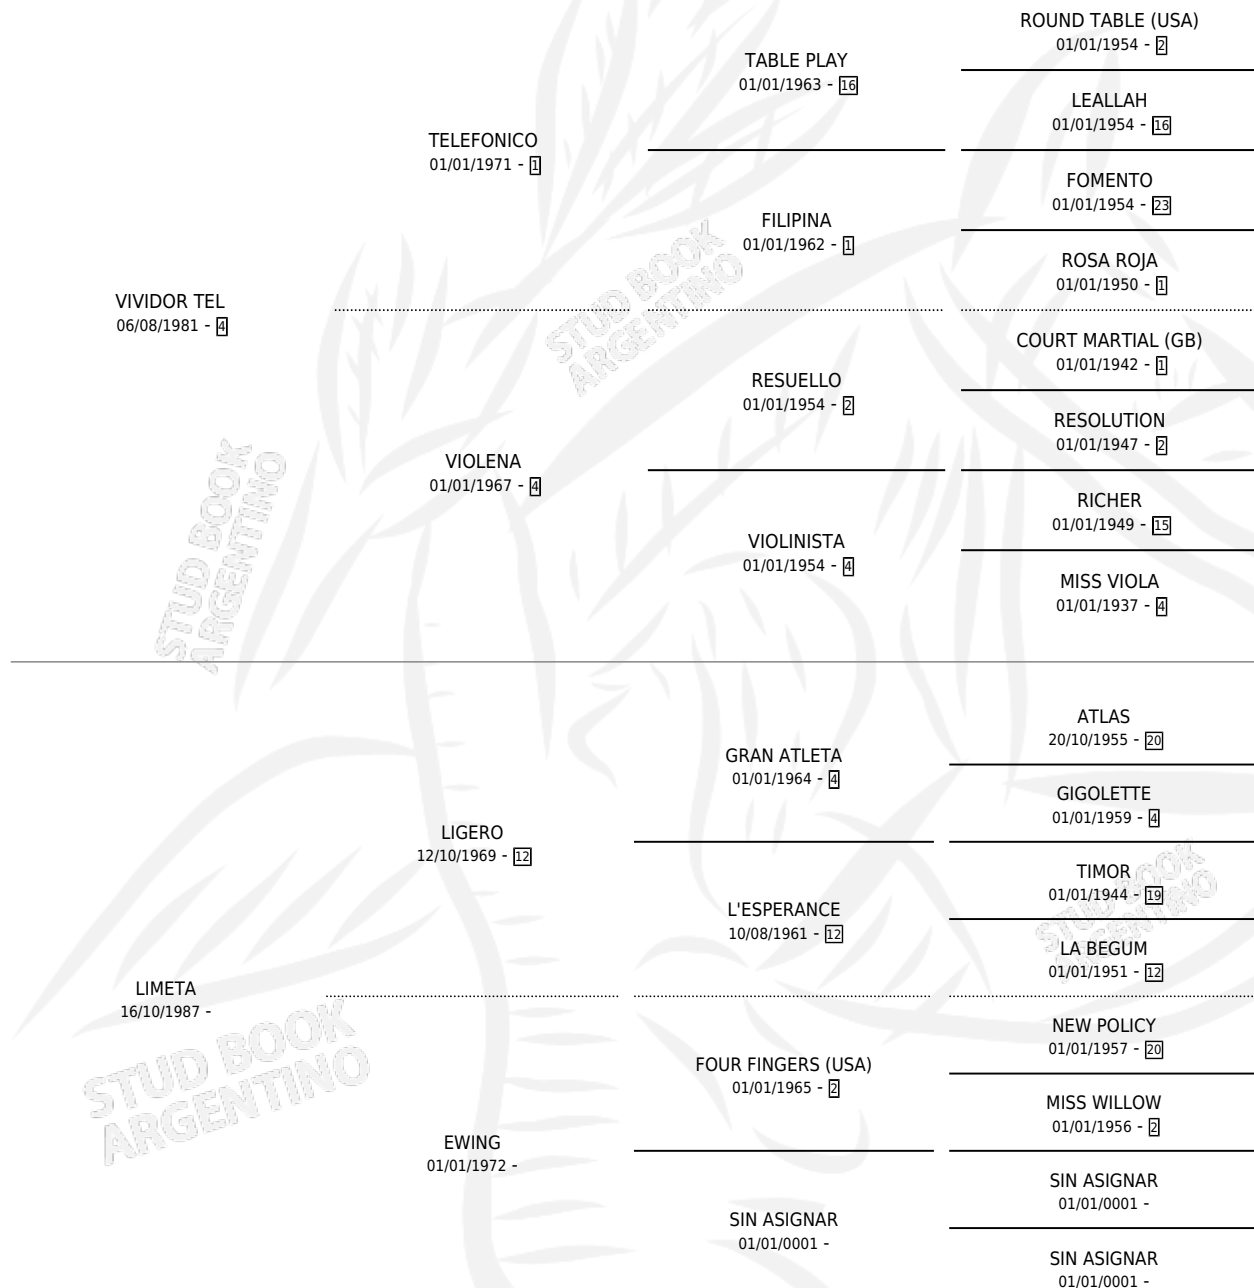 ROUND TABLE (USA)
01/01/1954 - 2
TABLE PLAY
01/01/1963 - 16
LEALLAH
01/01/1954 - 16
TELEFONICO
01/01/1971 - 1
FOMENTO
01/01/1954 - 23
FILIPINA
01/01/1962 - 1
ROSA ROJA
01/01/1950 - 1
VIVIDOR TEL
06/08/1981 - 4
COURT MARTIAL (GB)
01/01/1942 - 1
RESUELLO
01/01/1954 - 2
RESOLUTION
01/01/1947 - 2
VIOLENA
01/01/1967 - 4
RICHER
01/01/1949 - 15
VIOLINISTA
01/01/1954 - 4
MISS VIOLA
01/01/1937 - 4
ATLAS
20/10/1955 - 20
GRAN ATLETA
01/01/1964 - 4
GIGOLETTE
01/01/1959 - 4
LIGERO
12/10/1969 - 12
TIMOR
01/01/1944 - 19
L'ESPERANCE
10/08/1961 - 12
LA BEGUM
01/01/1951 - 12
LIMETA
16/10/1987 -
NEW POLICY
01/01/1957 - 20
FOUR FINGERS (USA)
01/01/1965 - 2
MISS WILLOW
01/01/1956 - 2
EWING
01/01/1972 -
SIN ASIGNAR
01/01/0001 -
SIN ASIGNAR
01/01/0001 -
SIN ASIGNAR
01/01/0001 -
STUD BOOK
ARGENTINO
STUD BOOK
ARGENTINO
STUD BOOK
ARGENTINO
STUD BOOK
ARGENTINO